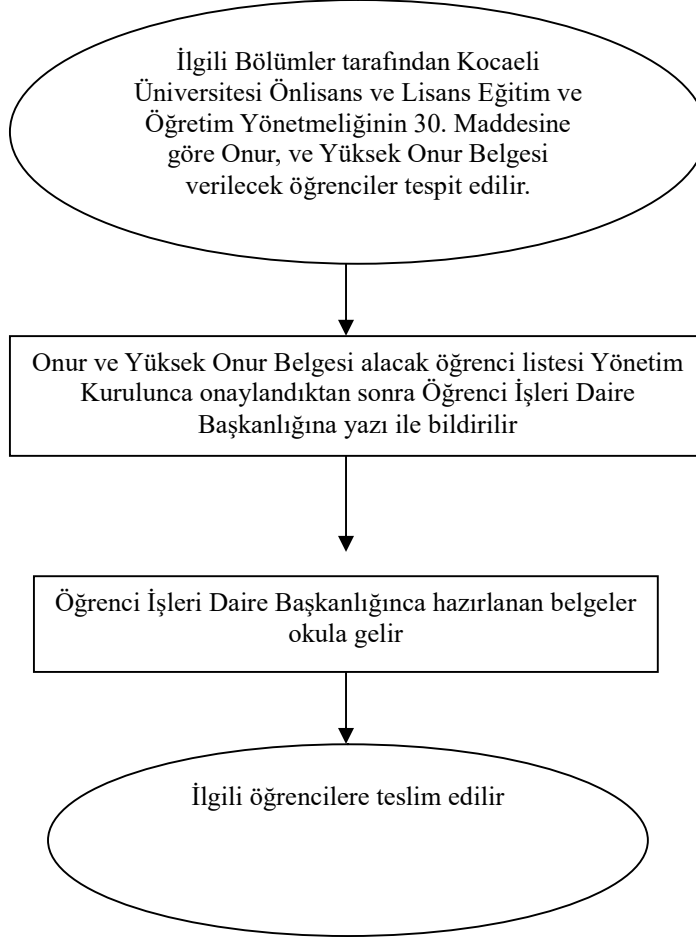 İlgili Bölümler tarafından Kocaeli
Üniversitesi Önlisans ve Lisans Eğitim ve
Öğretim Yönetmeliğinin 30. Maddesine
göre Onur, ve Yüksek Onur Belgesi
verilecek öğrenciler tespit edilir.
Onur ve Yüksek Onur Belgesi alacak öğrenci listesi Yönetim
Kurulunca onaylandıktan sonra Öğrenci İşleri Daire
Başkanlığına yazı ile bildirilir
Öğrenci İşleri Daire Başkanlığınca hazırlanan belgeler
okula gelir
İlgili öğrencilere teslim edilir